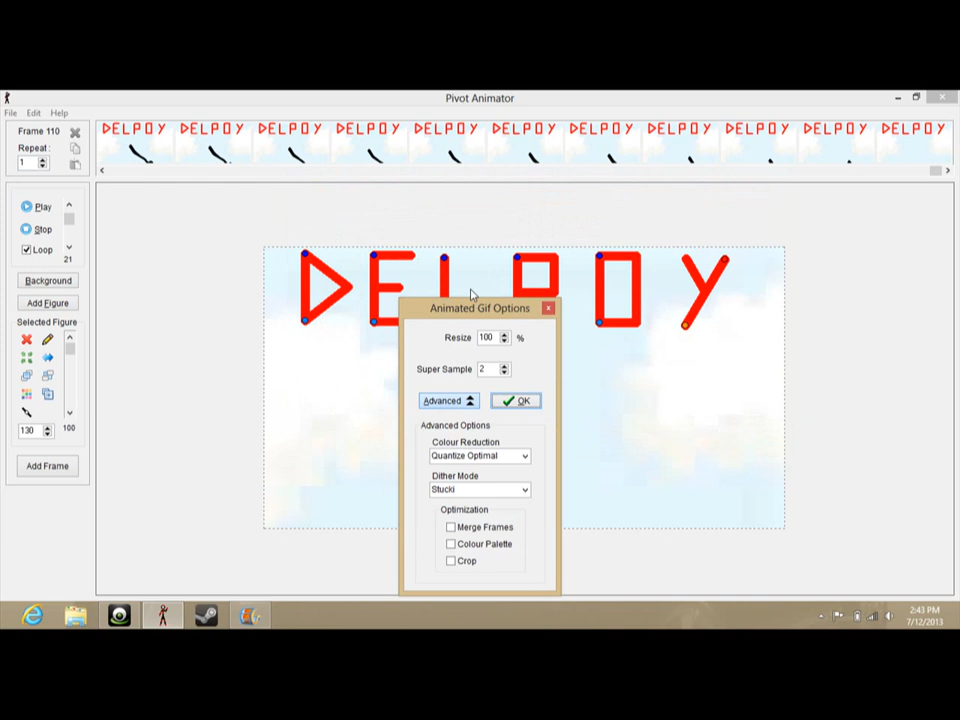 Pivot Animator
File Edit Help
Frame 110
Repeat:
1
DELPOY DELPOY DELPOY DELPOY DELPOY DELPOY DELPOY DELPOY DELPOY DELPOY DELPOY
Play
Stop
Loop
21
Background
Add Figure
Selected Figure
130
100
Add Frame
DELPOY
Animated Gif Options
Resize 100 %
Super Sample 2
Advanced OK
Advanced Options
Colour Reduction
Quantize Optimal
Dither Mode
Stucki
Optimization
Merge Frames
Colour Palette
Crop
2:43 PM
7/12/2013